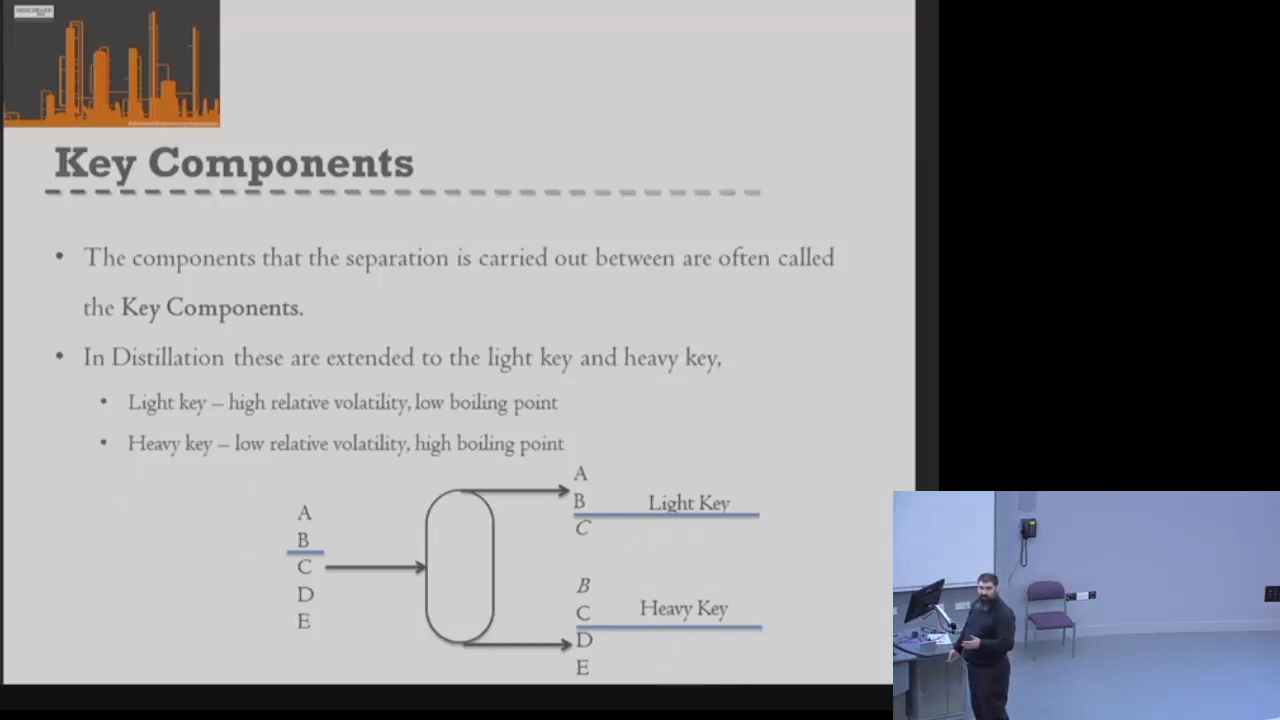 Key Components
• The components that the separation is carried out between are often called
the Key Components.
• In Distillation these are extended to the light key and heavy key,
• Light key – high relative volatility, low boiling point
• Heavy key – low relative volatility, high boiling point
A
B
C
D
E
A
B Light Key
C
B
C Heavy Key
D
E